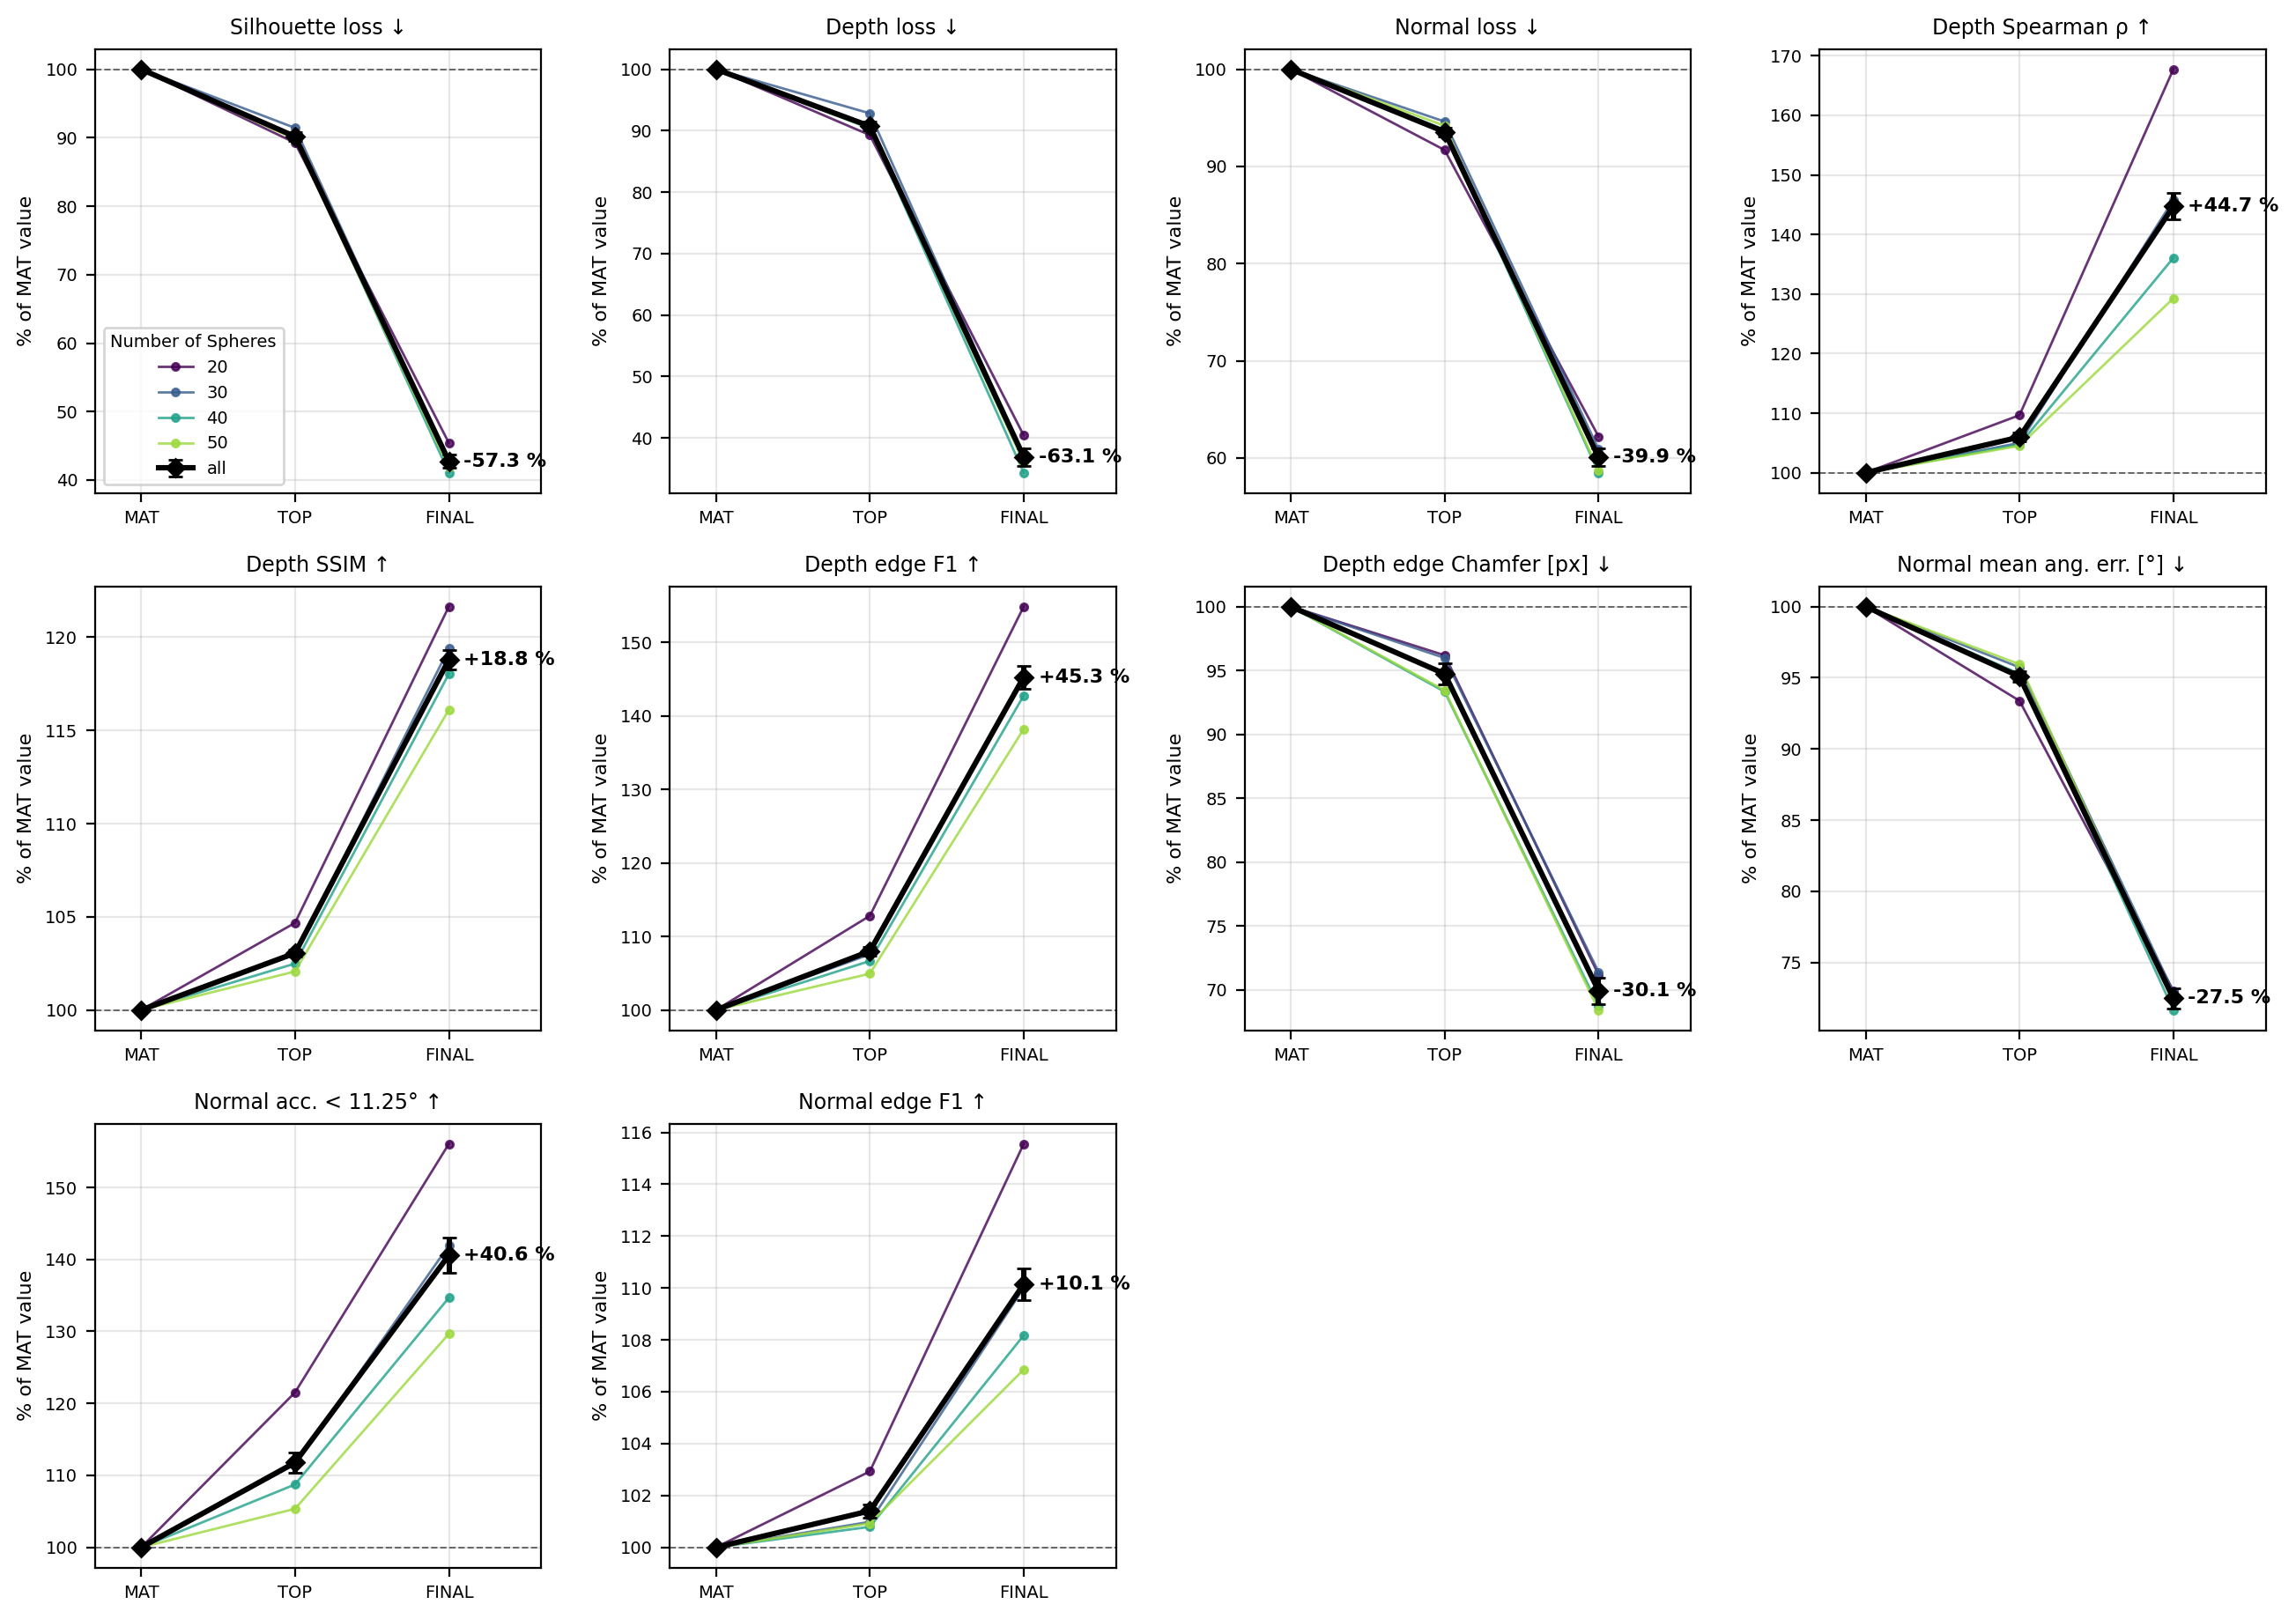 Silhouette loss ↓
% of MAT value
100
90
80
70
60
50
40
Number of Spheres
20
30
40
50
all
-57.3 %
MAT TOP FINAL
Depth loss ↓
% of MAT value
100
90
80
70
60
50
40
-63.1 %
MAT TOP FINAL
Normal loss ↓
% of MAT value
100
90
80
70
60
-39.9 %
MAT TOP FINAL
Depth Spearman ρ ↑
% of MAT value
170
160
150
140
130
120
110
100
+44.7 %
MAT TOP FINAL
Depth SSIM ↑
% of MAT value
120
115
110
105
100
+18.8 %
MAT TOP FINAL
Depth edge F1 ↑
% of MAT value
150
140
130
120
110
100
+45.3 %
MAT TOP FINAL
Depth edge Chamfer [px] ↓
% of MAT value
100
95
90
85
80
75
70
-30.1 %
MAT TOP FINAL
Normal mean ang. err. [°] ↓
% of MAT value
100
95
90
85
80
75
-27.5 %
MAT TOP FINAL
Normal acc. < 11.25° ↑
% of MAT value
150
140
130
120
110
100
+40.6 %
MAT TOP FINAL
Normal edge F1 ↑
% of MAT value
116
114
112
110
108
106
104
102
100
+10.1 %
MAT TOP FINAL